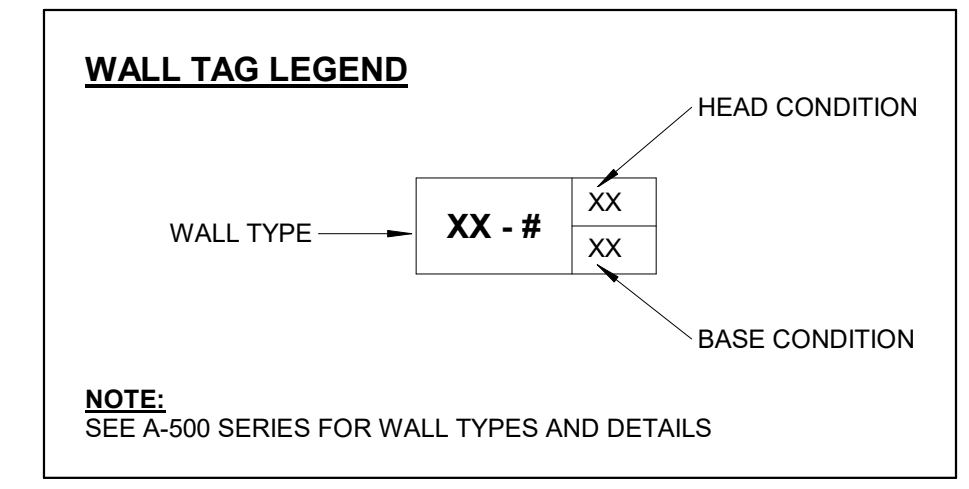 WALL TAG LEGEND
HEAD CONDITION
XX
WALL TYPE
XX - #
XX
BASE CONDITION
NOTE:
SEE A-500 SERIES FOR WALL TYPES AND DETAILS